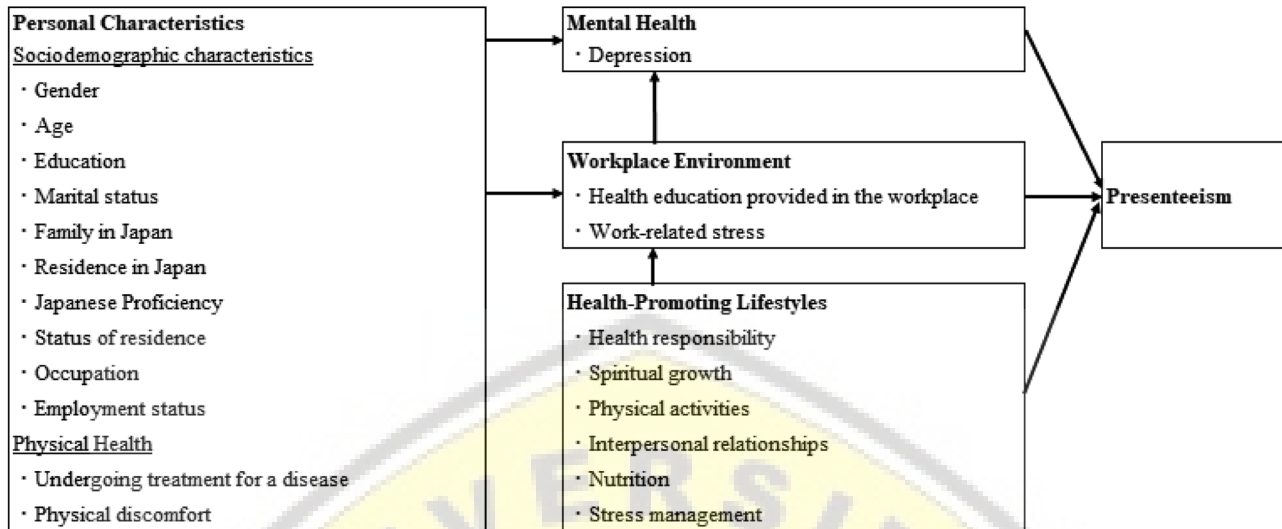 Personal Characteristics
Sociodemographic characteristics
・Gender
・Age
・Education
・Marital status
・Family in Japan
・Residence in Japan
・Japanese Proficiency
・Status of residence
・Occupation
・Employment status
Physical Health
・Undergoing treatment for a disease
・Physical discomfort
Mental Health
・Depression
Workplace Environment
・Health education provided in the workplace
・Work-related stress
Health-Promoting Lifestyles
・Health responsibility
・Spiritual growth
・Physical activities
・Interpersonal relationships
・Nutrition
・Stress management
Presenteeism